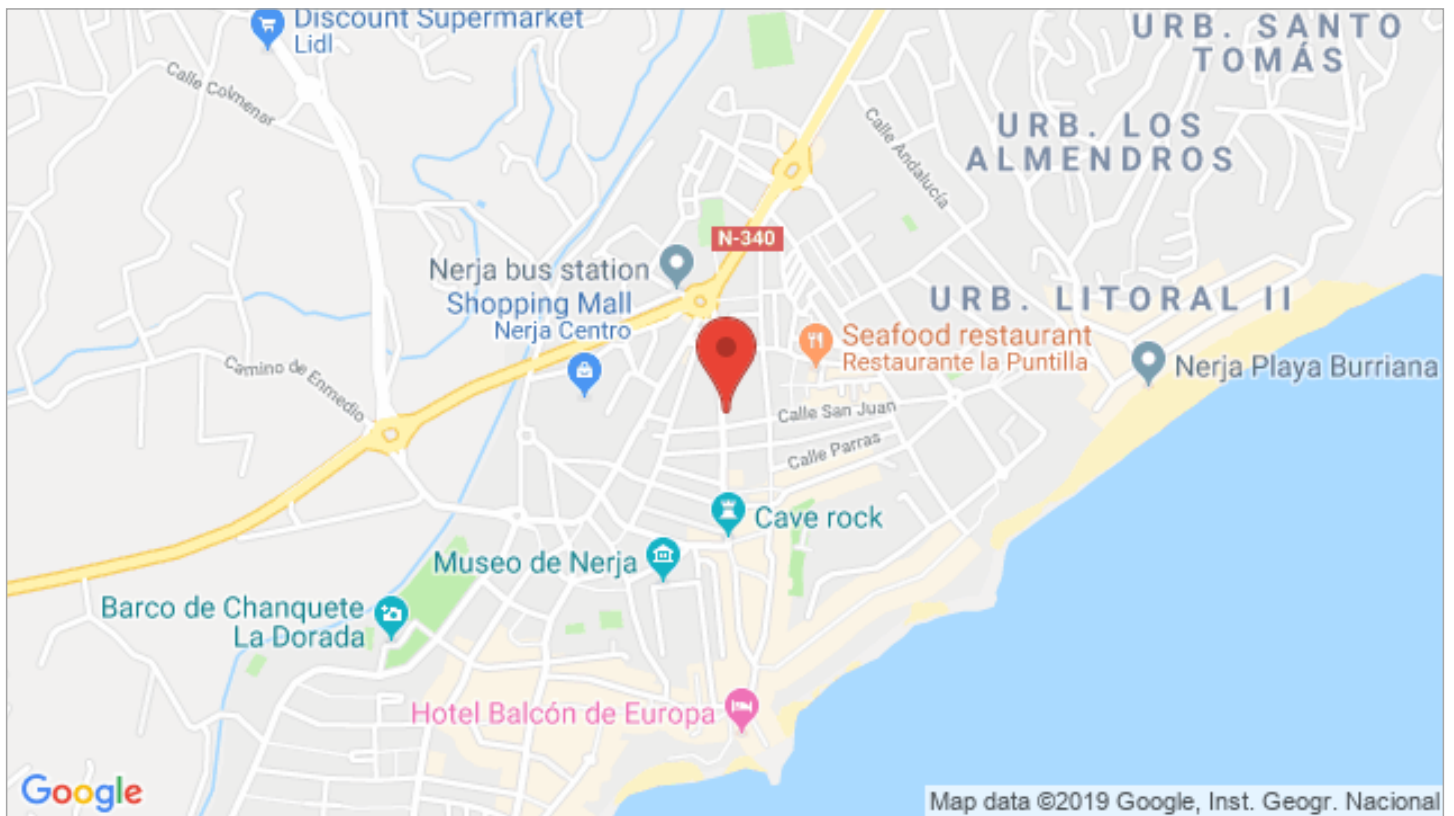 Discount Supermarket
Lidl
URB. SANTO
TOMÁS
Calle Colmenar
Calle Andalucía
URB. LOS
ALMENDROS
N-340
Nerja bus station
Shopping Mall
Nerja Centro
URB. LITORAL II
Seafood restaurant
Restaurante la Puntilla
Nerja Playa Burriana
Camino de Enmedio
Calle San Juan
Calle Parras
Cave rock
Museo de Nerja
Barco de Chanquete
La Dorada
Hotel Balcón de Europa
Google
Map data ©2019 Google, Inst. Geogr. Nacional